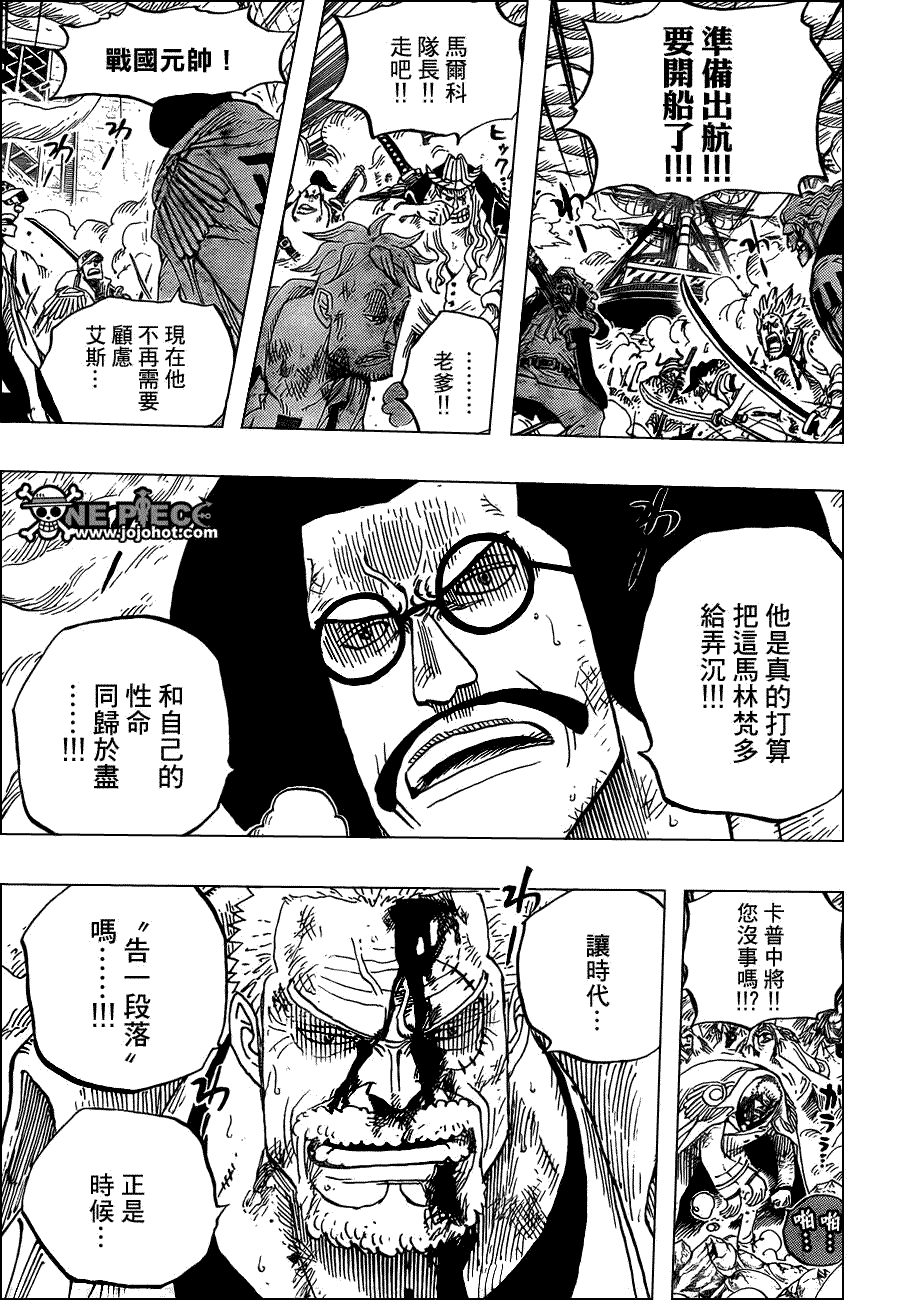 準備出航!!!
要開船了!!!
馬爾科
隊長!!
走吧!!
………
老爹!!
戰國元帥!
現在他
不再需要
顧慮
艾斯…
他是真的打算
把這馬林梵多
給弄沉!!!
和自己的
性命
同歸於盡
……!!!
ONE PIECE
www.jojohot.com
卡普中將!!
您沒事嗎!!?
啪…
啪…
讓時代…
〝告一段落〞
嗎……!!!
正是
時候…